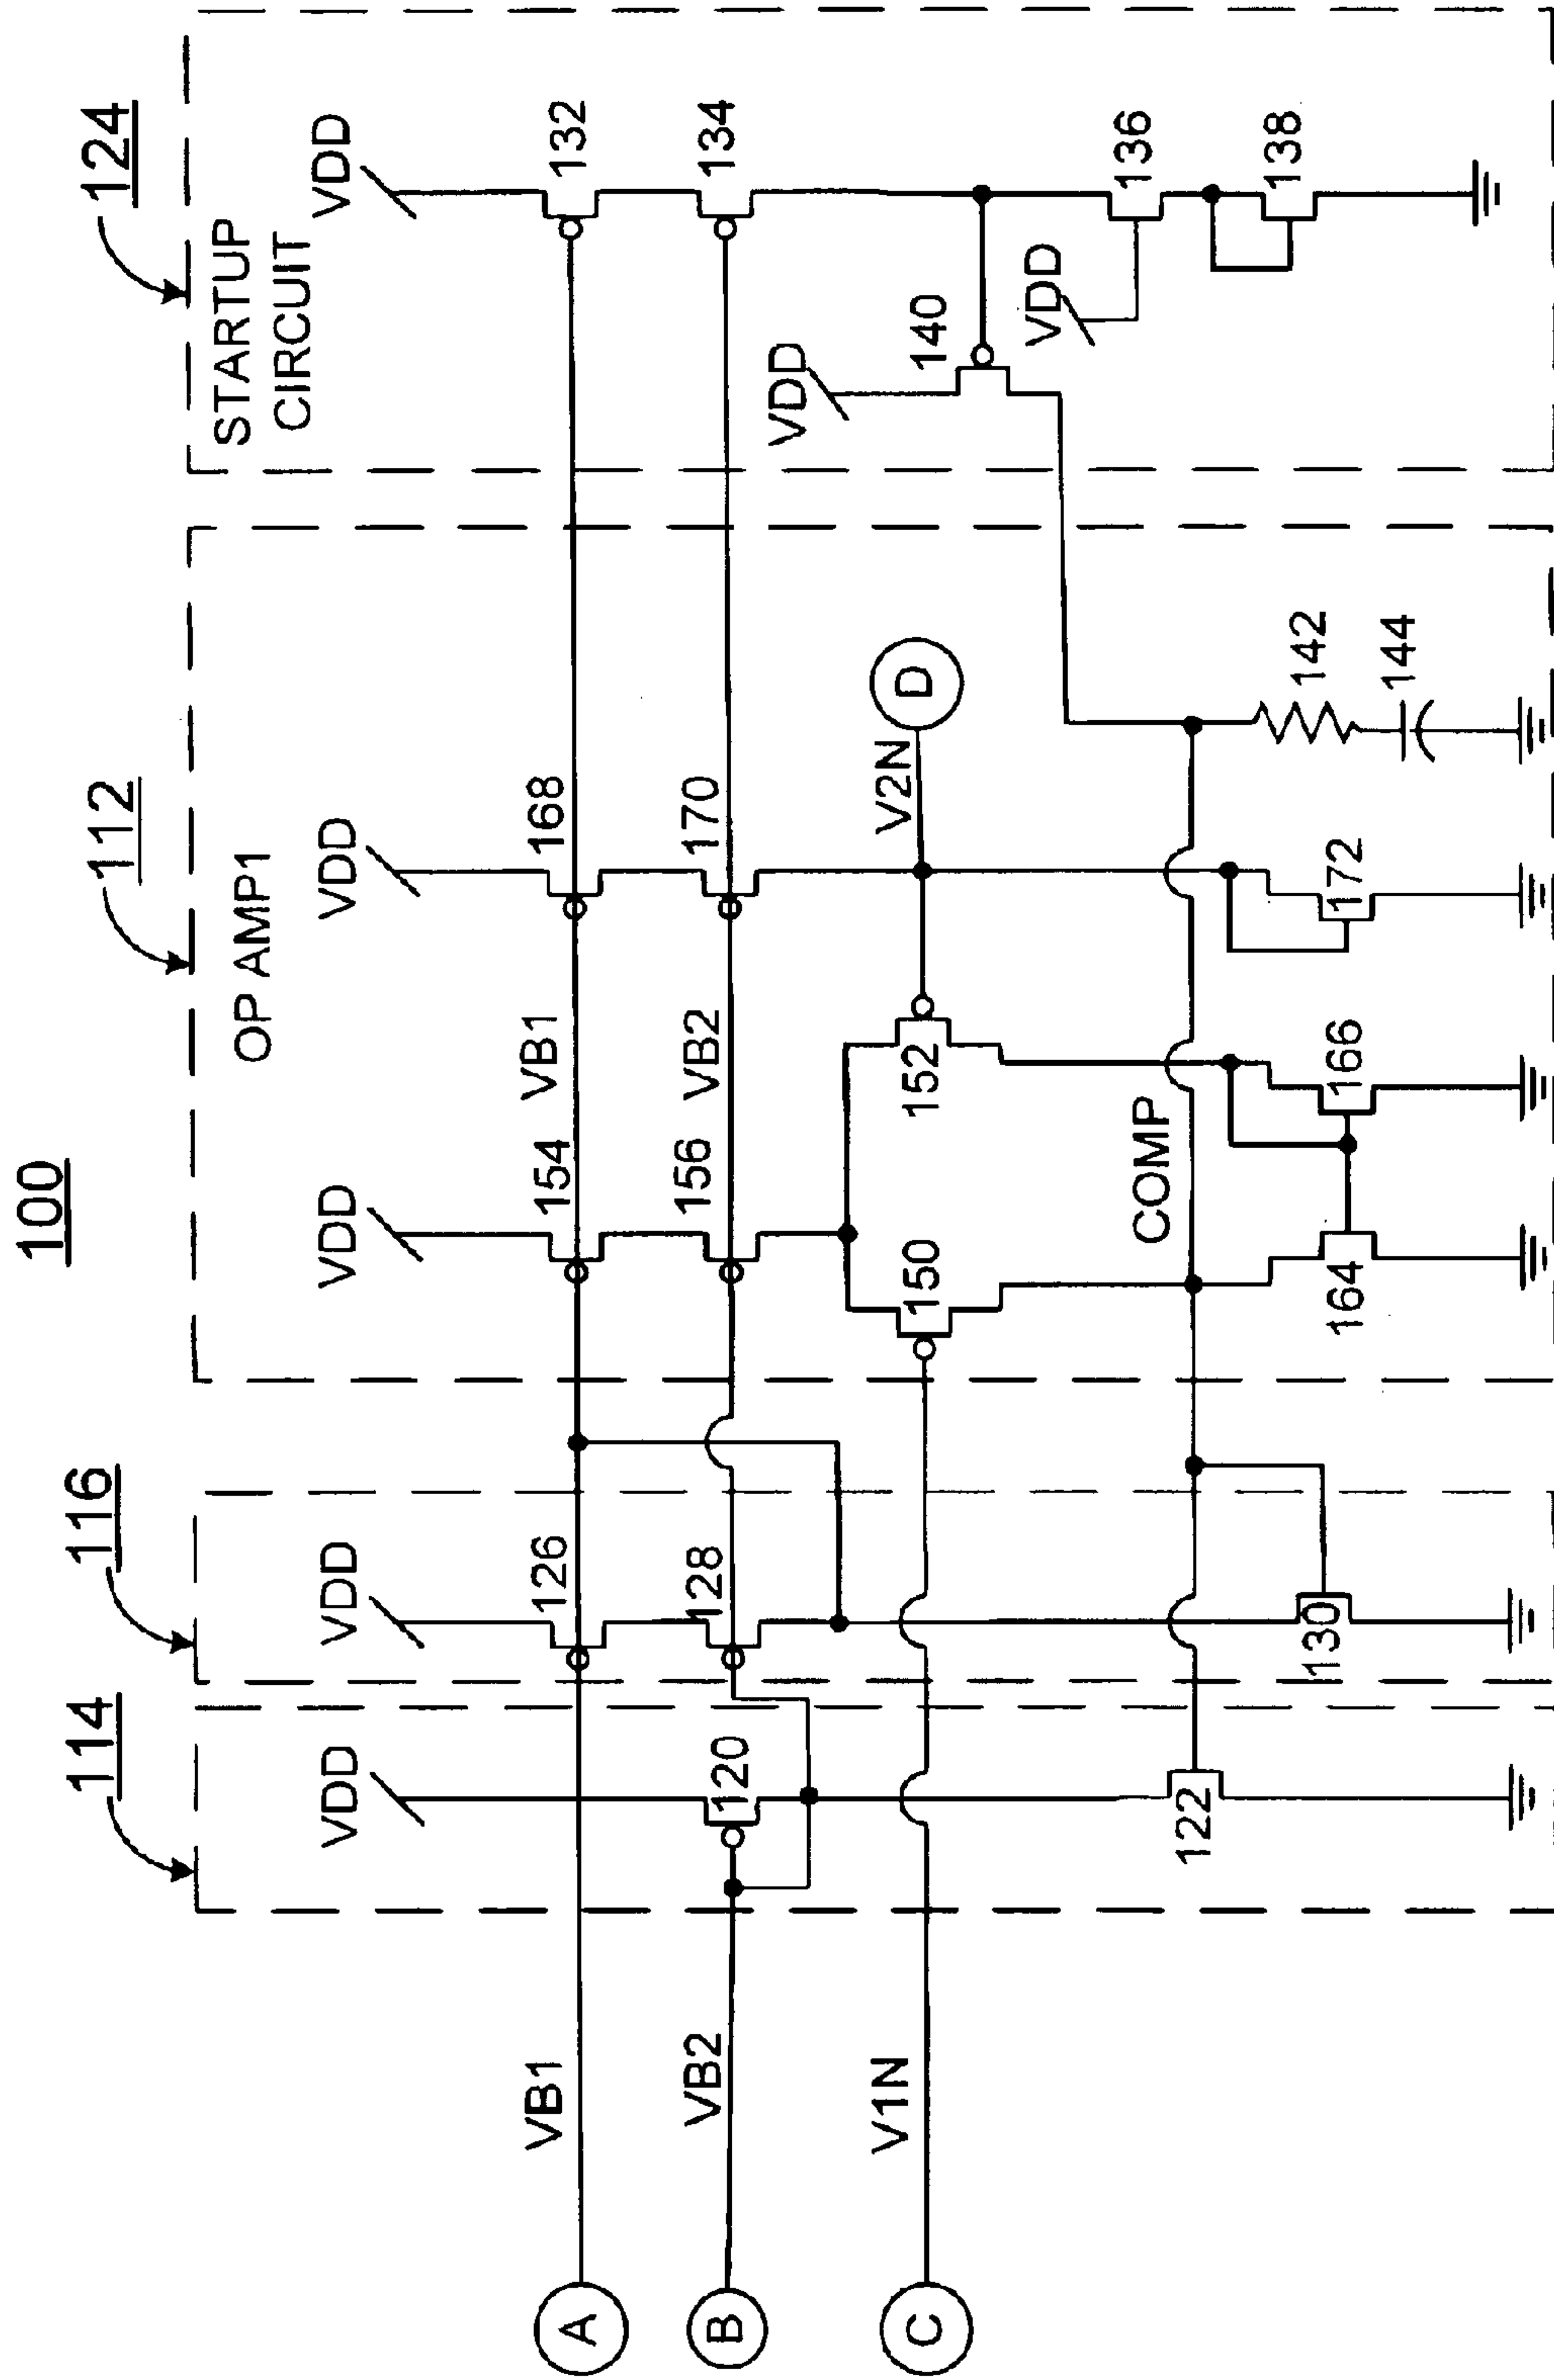 100
114
116
112
124
OP AMP1
STARTUP
CIRCUIT
VDD
VDD
VDD
VDD
VDD
A
VB1
126
154
VB1
168
132
B
VB2
120
128
156
VB2
170
134
VDD
140
C
V1N
150
152
V2N
D
VDD
136
122
COMP
130
164
166
172
142
138
144